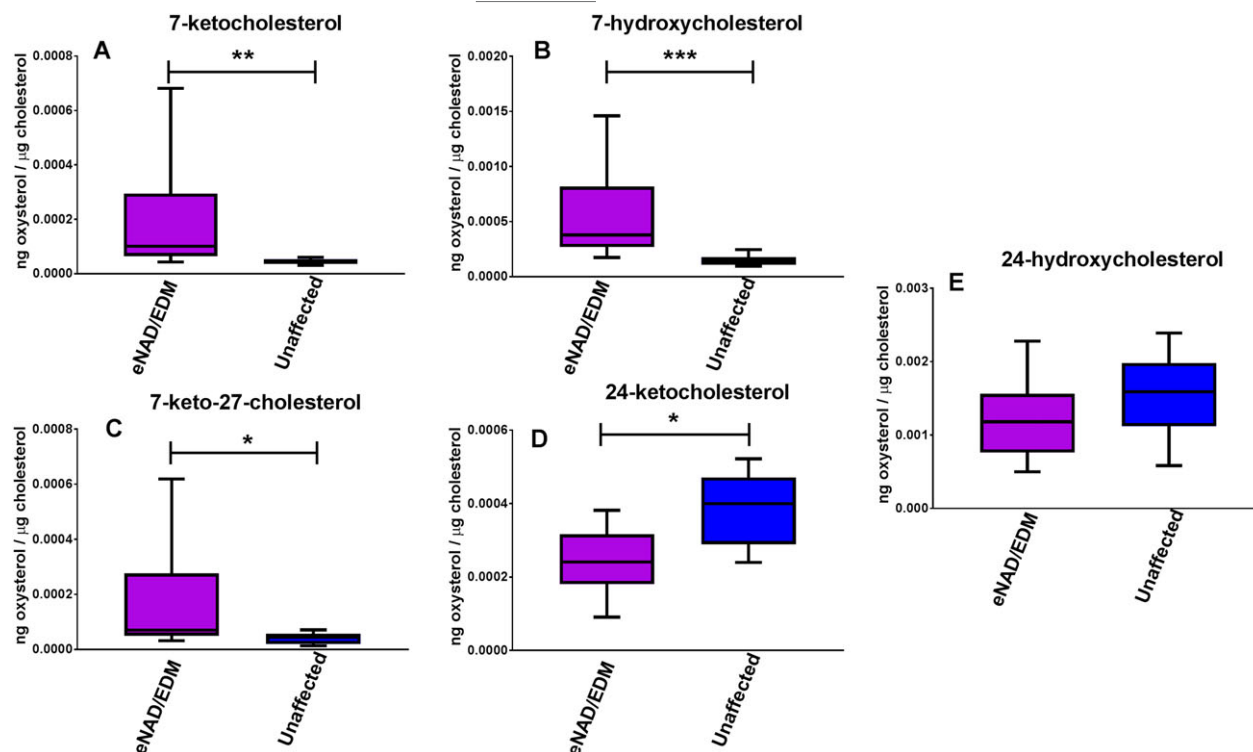 7-ketocholesterol
A
**
ng oxysterol / μg cholesterol
0.0008
0.0006
0.0004
0.0002
0.0000
eNAD/EDM
Unaffected
7-hydroxycholesterol
B
***
ng oxysterol / μg cholesterol
0.0020
0.0015
0.0010
0.0005
0.0000
eNAD/EDM
Unaffected
7-keto-27-cholesterol
C
*
ng oxysterol / μg cholesterol
0.0008
0.0006
0.0004
0.0002
0.0000
eNAD/EDM
Unaffected
24-ketocholesterol
D
*
ng oxysterol / μg cholesterol
0.0006
0.0004
0.0002
0.0000
eNAD/EDM
Unaffected
24-hydroxycholesterol
E
ng oxysterol / μg cholesterol
0.003
0.002
0.001
0.000
eNAD/EDM
Unaffected